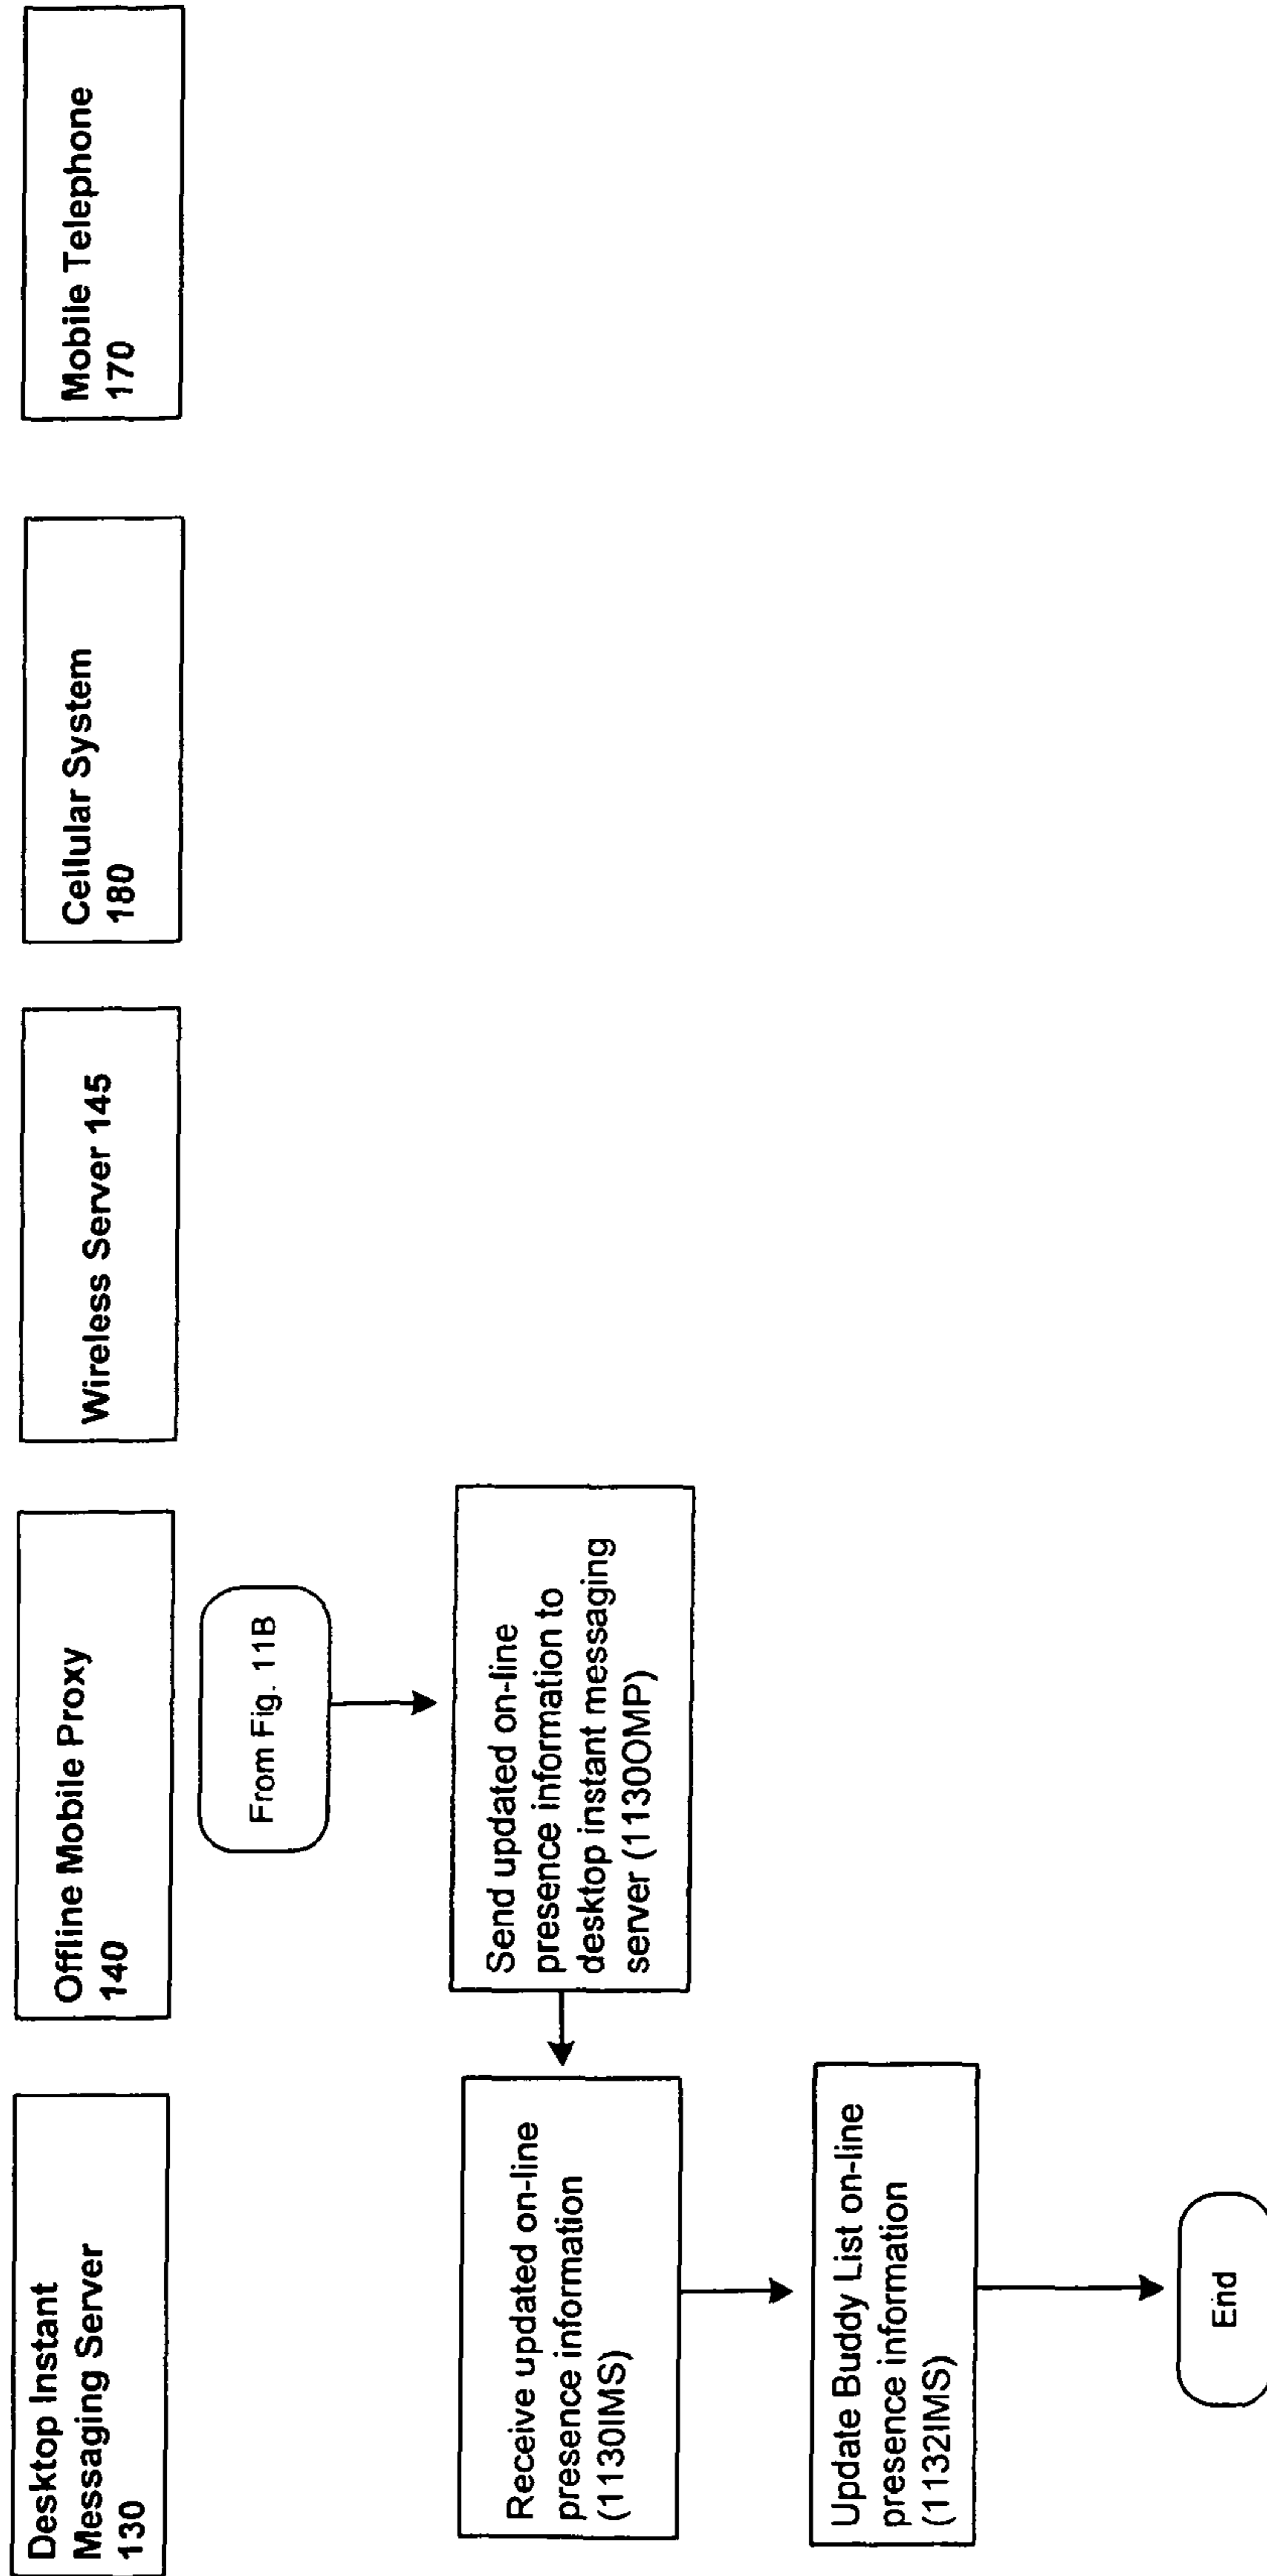 Desktop Instant
Messaging Server
130
Offline Mobile Proxy
140
Wireless Server 145
Cellular System
180
Mobile Telephone
170
From Fig. 11B
Send updated on-line
presence information to
desktop instant messaging
server (1130OMP)
Receive updated on-line
presence information
(1130IMS)
Update Buddy List on-line
presence information
(1132IMS)
End